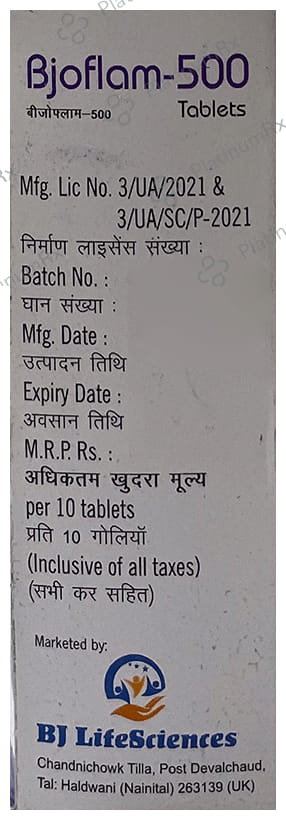 Bjoflam-500
बीजोफ्लाम-500 Tablets
Mfg. Lic No. 3/UA/2021 &
3/UA/SC/P-2021
निर्माण लाइसेंस संख्या :
Batch No. :
घान संख्या :
Mfg. Date :
उत्पादन तिथि
Expiry Date :
अवसान तिथि
M.R.P. Rs. :
अधिकतम खुदरा मूल्य
per 10 tablets
प्रति 10 गोलियॉ
(Inclusive of all taxes)
(सभी कर सहित)
Marketed by:
BJ LifeSciences
Chandnichowk Tilla, Post Devalchaud,
Tal: Haldwani (Nainital) 263139 (UK)